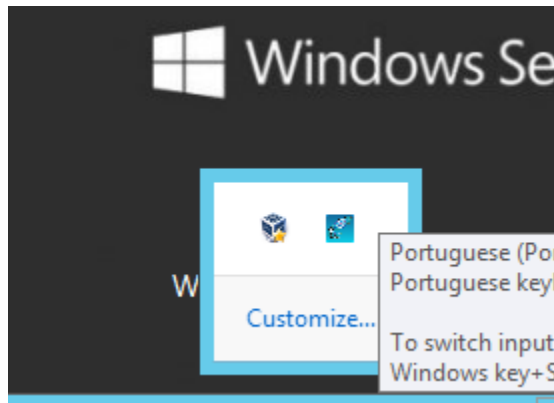 Windows Se
W
Customize...
Portuguese (Por
Portuguese key
To switch input
Windows key+S